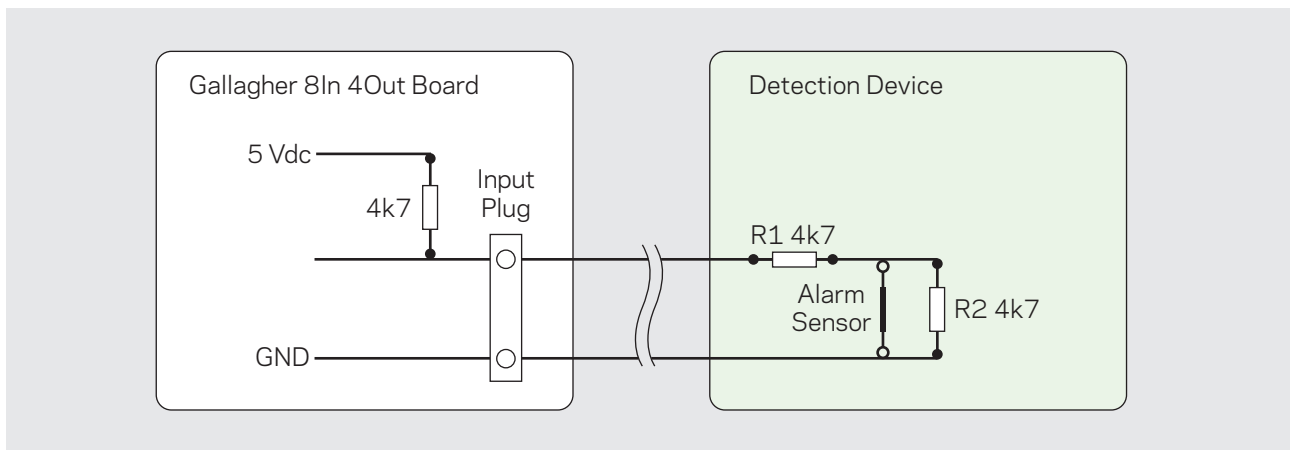 Gallagher 8In 4Out Board
5 Vdc
4k7
Input
Plug
GND
Detection Device
R1 4k7
Alarm
Sensor
R2 4k7